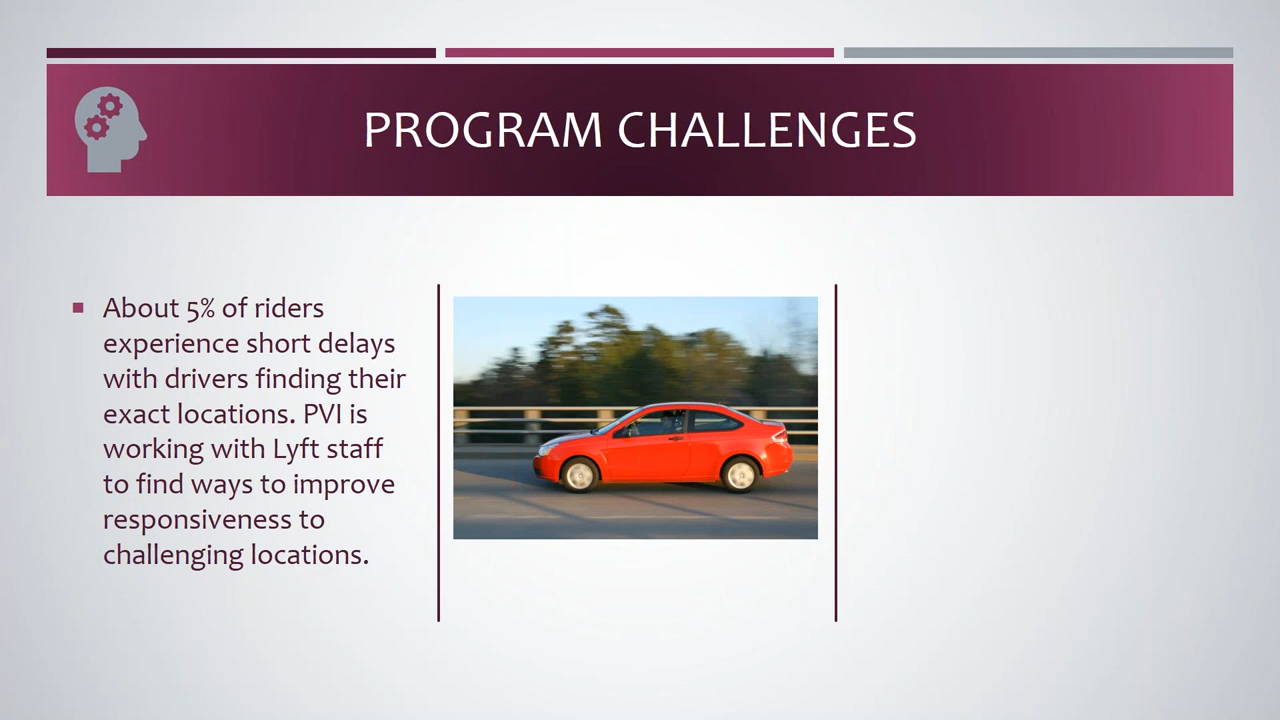 PROGRAM CHALLENGES
About 5% of riders
experience short delays
with drivers finding their
exact locations. PVI is
working with Lyft staff
to find ways to improve
responsiveness to
challenging locations.